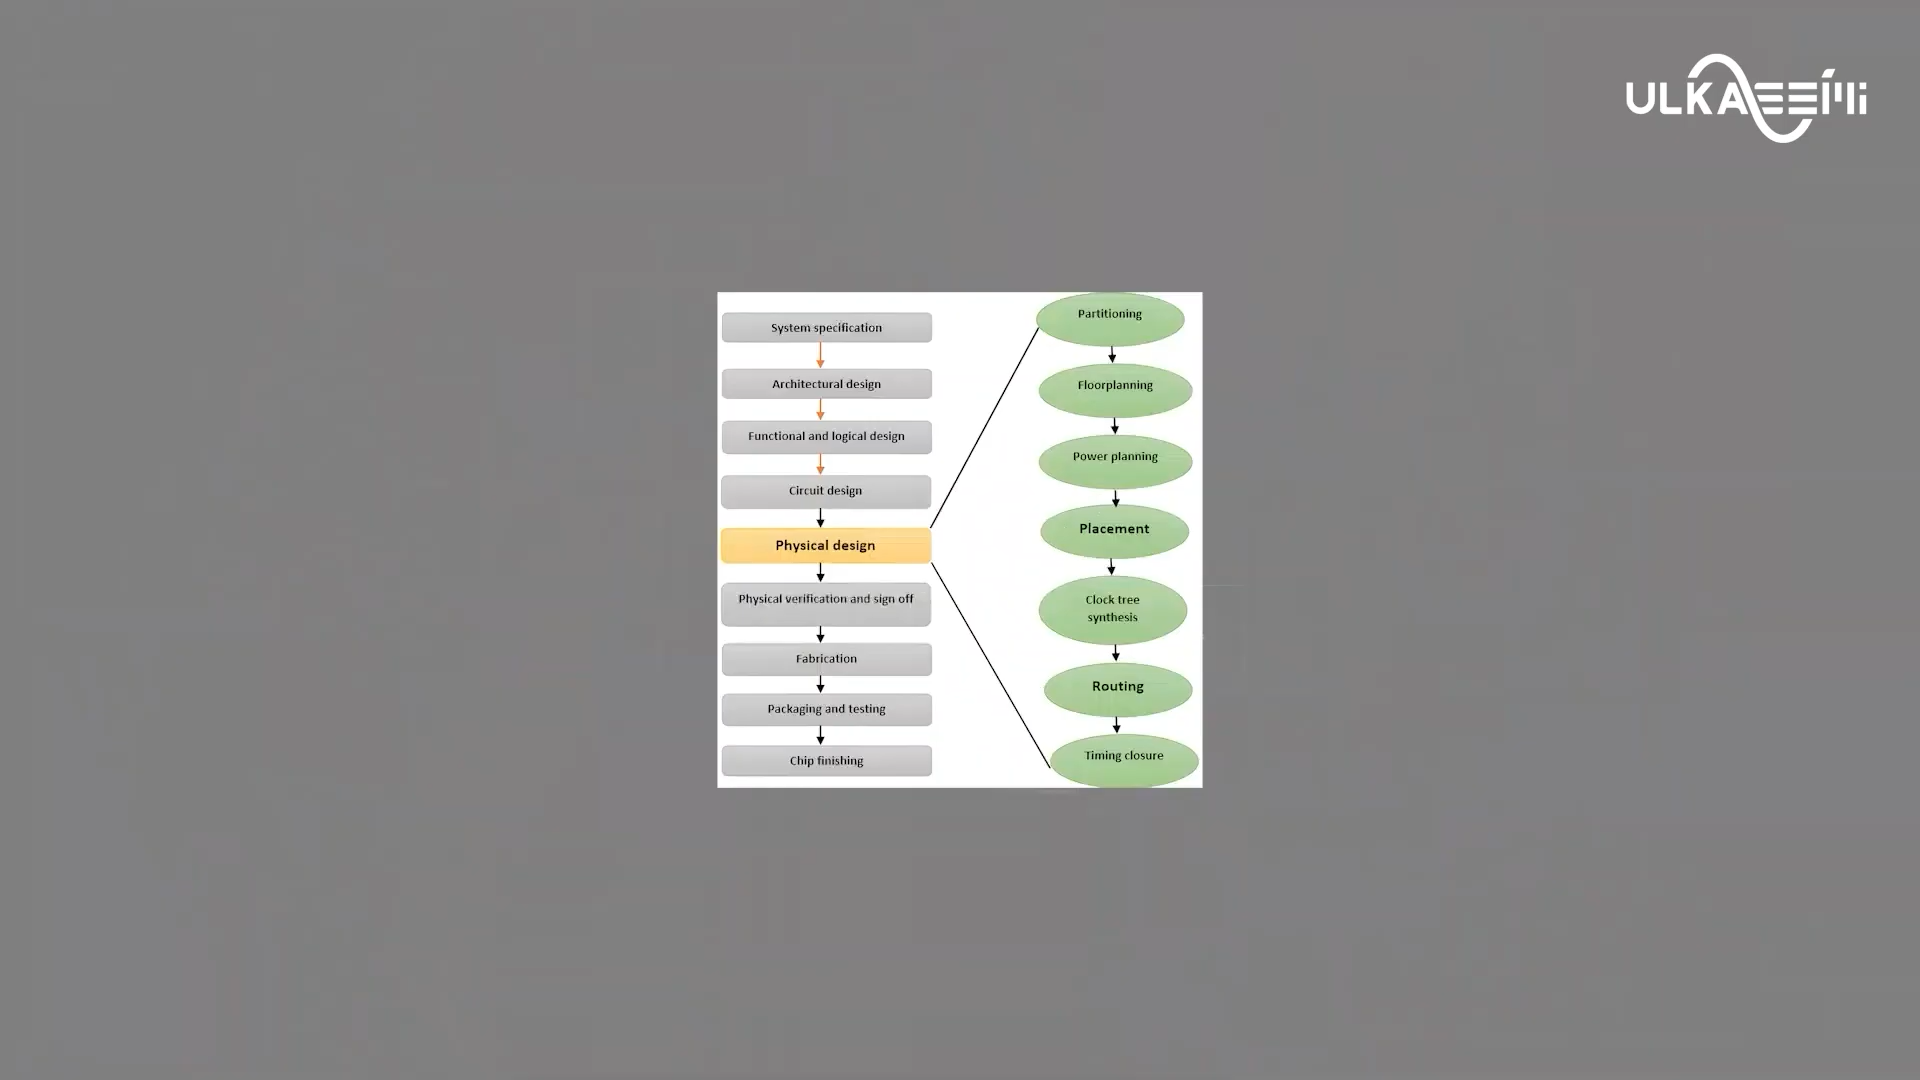 ULKASEMI
System specification
Architectural design
Functional and logical design
Circuit design
Physical design
Physical verification and sign off
Fabrication
Packaging and testing
Chip finishing
Partitioning
Floorplanning
Power planning
Placement
Clock tree
synthesis
Routing
Timing closure